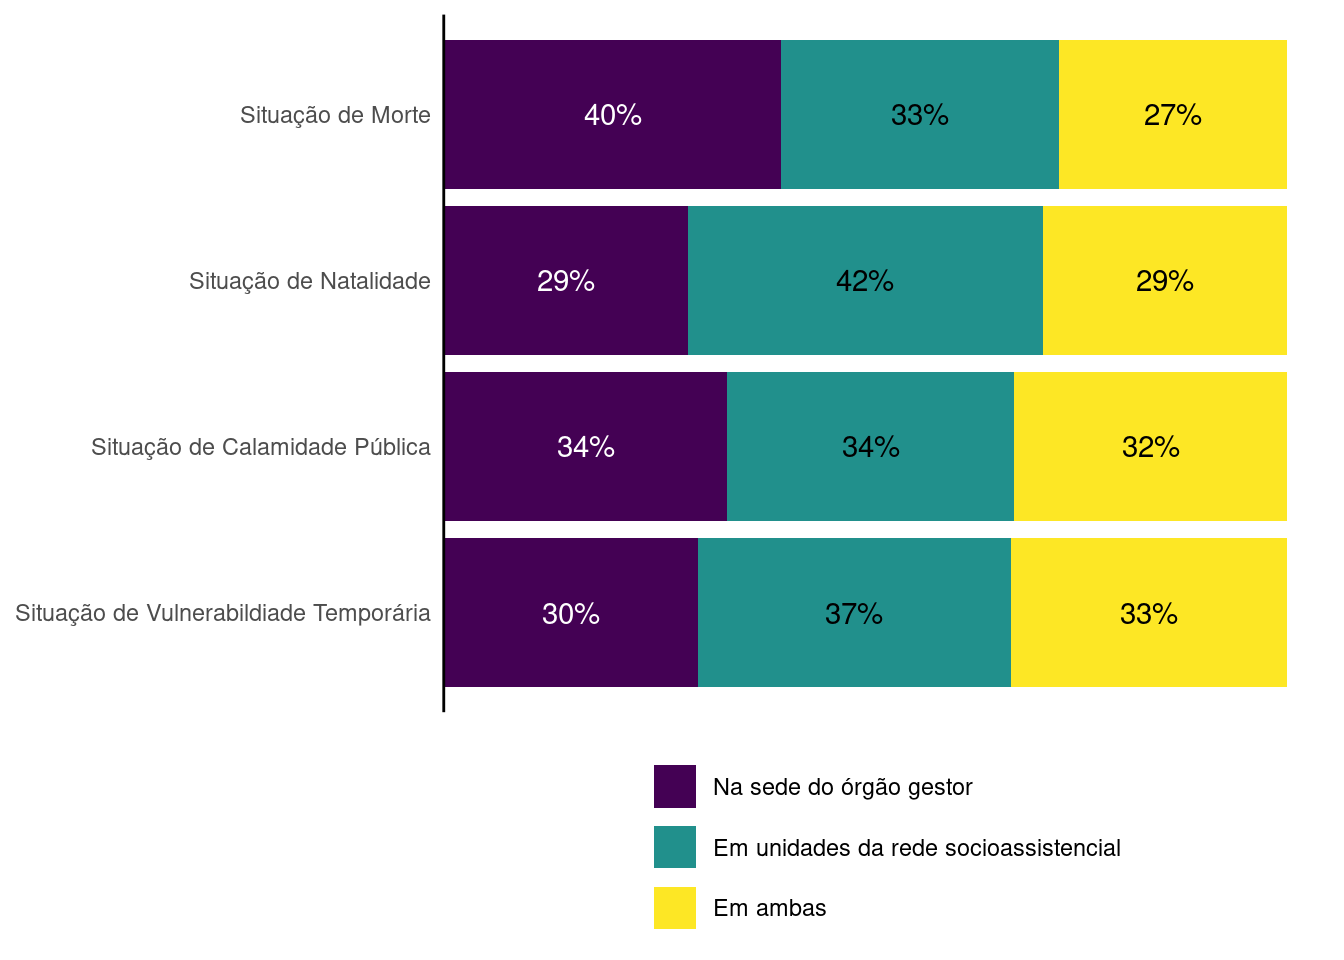 Situação de Morte
40%
33%
27%
Situação de Natalidade
29%
42%
29%
Situação de Calamidade Pública
34%
34%
32%
Situação de Vulnerabildiade Temporária
30%
37%
33%
Na sede do órgão gestor
Em unidades da rede socioassistencial
Em ambas